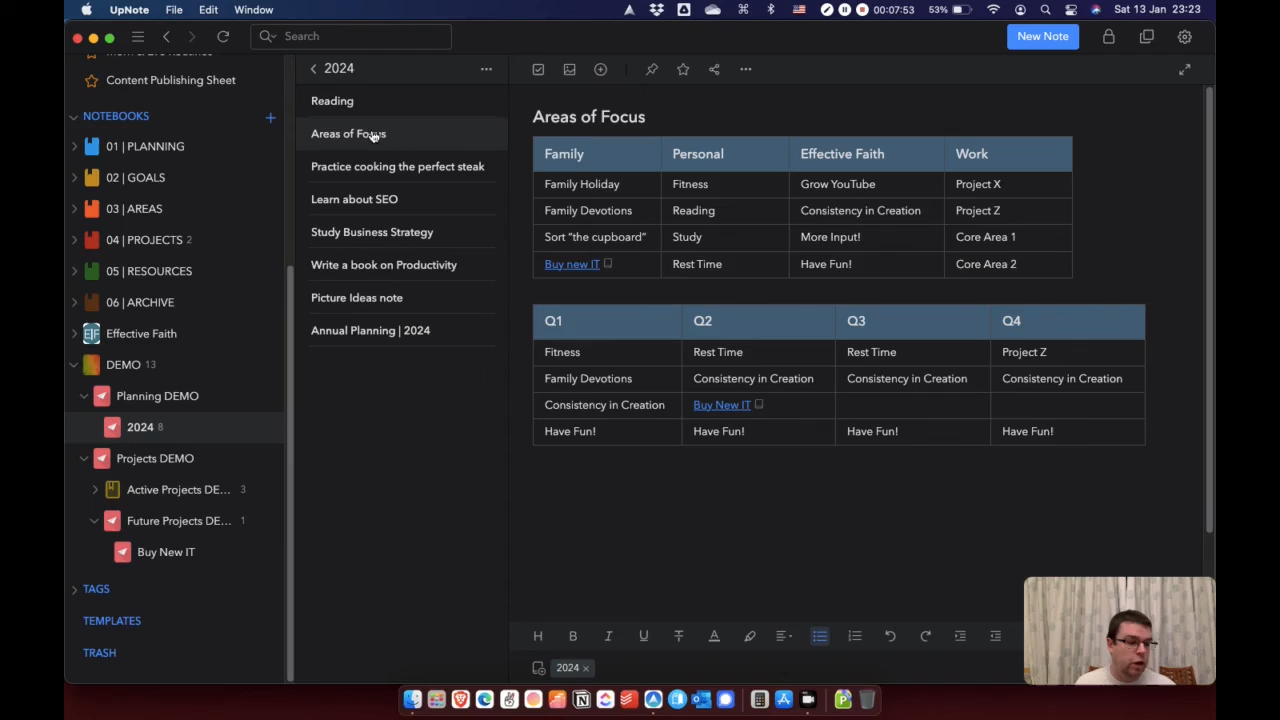 UpNote File Edit Window 00:07:53 53% Sat 13 Jan 23:23
Search
New Note
Content Publishing Sheet
NOTEBOOKS
01 | PLANNING
02 | GOALS
03 | AREAS
04 | PROJECTS 2
05 | RESOURCES
06 | ARCHIVE
Effective Faith
DEMO 13
Planning DEMO
2024 8
Projects DEMO
Active Projects DE... 3
Future Projects DE... 1
Buy New IT
TAGS
TEMPLATES
TRASH
2024
Reading
Areas of Focus
Practice cooking the perfect steak
Learn about SEO
Study Business Strategy
Write a book on Productivity
Picture Ideas note
Annual Planning | 2024
Areas of Focus
Family Personal Effective Faith Work
Family Holiday Fitness Grow YouTube Project X
Family Devotions Reading Consistency in Creation Project Z
Sort “the cupboard” Study More Input! Core Area 1
Buy new IT Rest Time Have Fun! Core Area 2
Q1 Q2 Q3 Q4
Fitness Rest Time Rest Time Project Z
Family Devotions Consistency in Creation Consistency in Creation Consistency in Creation
Consistency in Creation Buy New IT
Have Fun! Have Fun! Have Fun! Have Fun!
H B I U T A
2024 ×